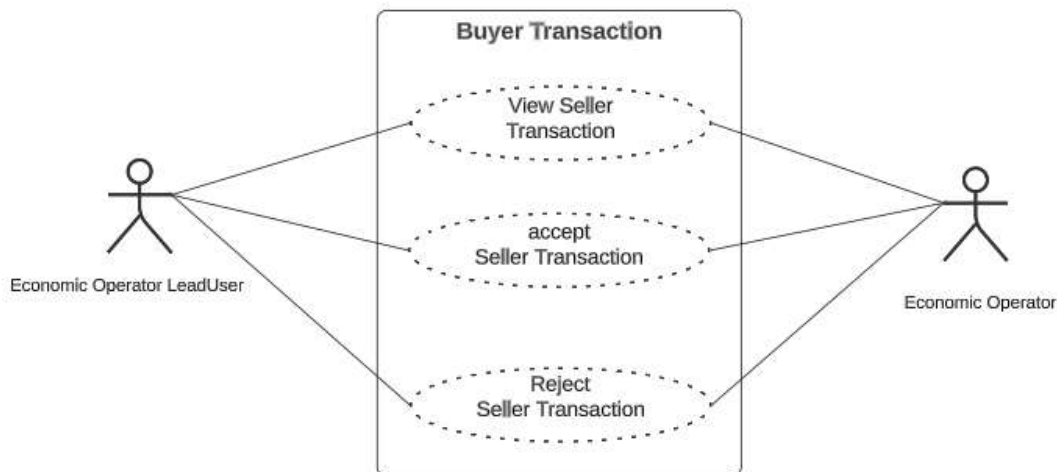 Buyer Transaction
View Seller
Transaction
accept
Seller Transaction
Economic Operator LeadUser
Economic Operator
Reject
Seller Transaction